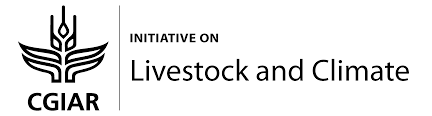 INITIATIVE ON
Livestock and Climate
CGIAR